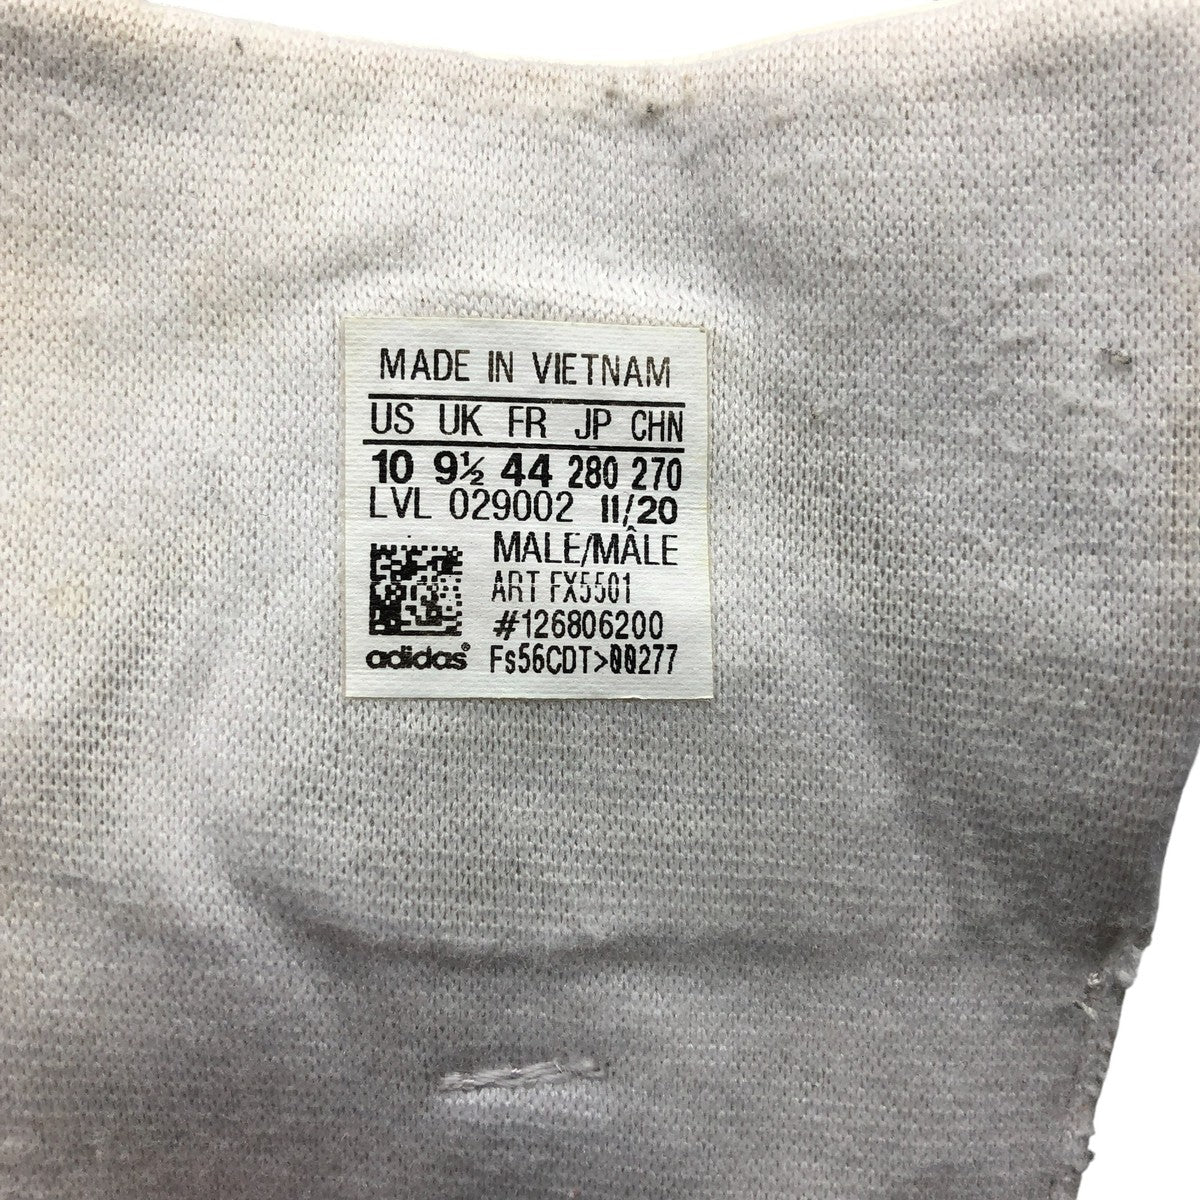 MADE IN VIETNAM
US UK FR JP CHN
10 9½ 44 280 270
LVL 029002 11/20
MALE/MÂLE
ART FX5501
#126806200
adidas® Fs56CDT>00277